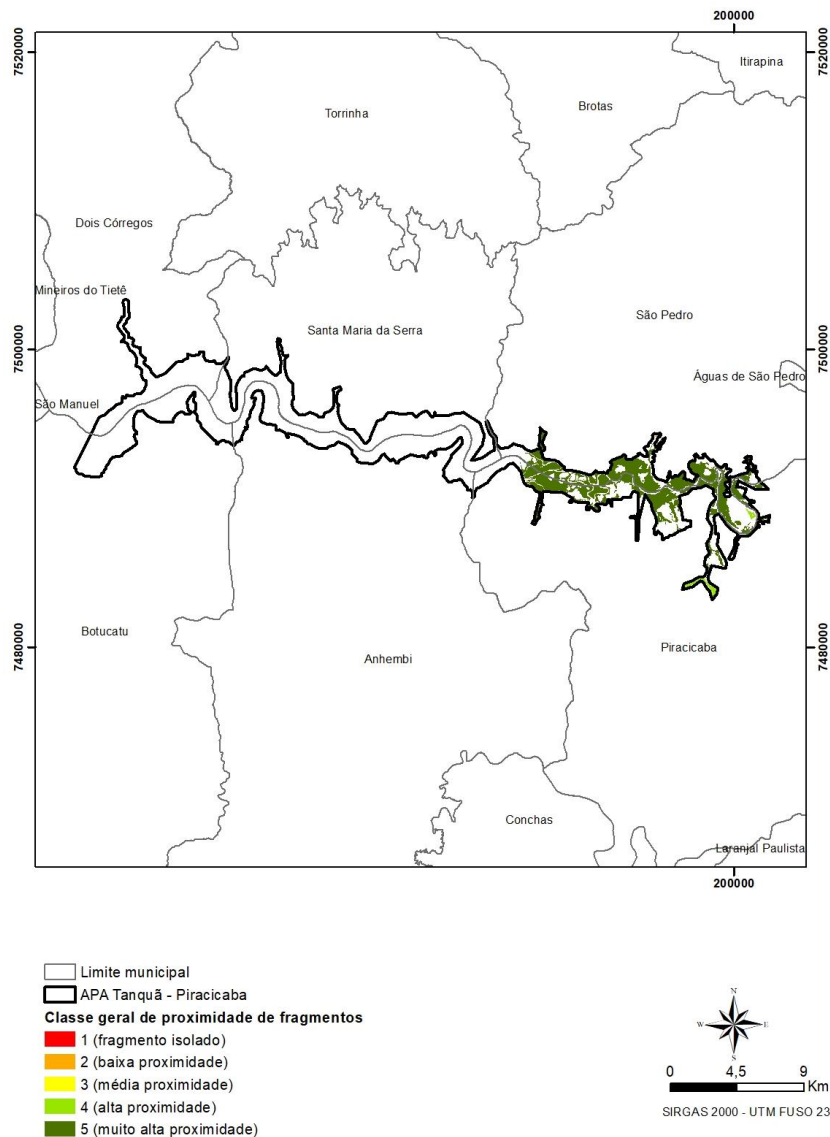 200000
7520000
7520000
Itirapina
Brotas
Torrinha
Dois Córregos
Mineiros do Tietê
São Pedro
Santa Maria da Serra
7500000
7500000
Águas de São Pedro
São Manuel
Botucatu
7480000
7480000
Piracicaba
Anhembi
Conchas
Laranjal Paulista
200000
Limite municipal
APA Tanquã - Piracicaba
Classe geral de proximidade de fragmentos
1 (fragmento isolado)
2 (baixa proximidade)
3 (média proximidade)
4 (alta proximidade)
5 (muito alta proximidade)
N
W E
S
0 4,5 9
Km
SIRGAS 2000 - UTM FUSO 23